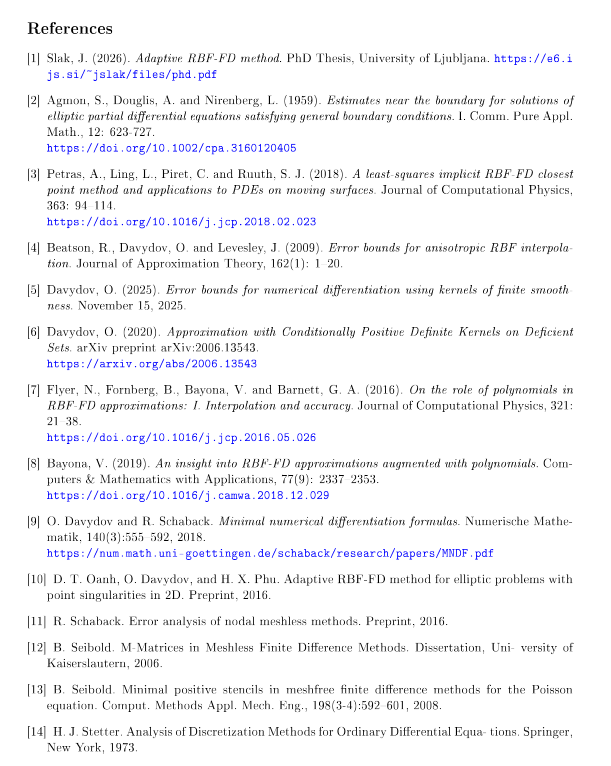 References
[1] Slak, J. (2026). Adaptive RBF-FD method. PhD Thesis, University of Ljubljana. https://e6.i
js.si/~jslak/files/phd.pdf
[2] Agmon, S., Douglis, A. and Nirenberg, L. (1959). Estimates near the boundary for solutions of
elliptic partial differential equations satisfying general boundary conditions. I. Comm. Pure Appl.
Math., 12: 623-727.
https://doi.org/10.1002/cpa.3160120405
[3] Petras, A., Ling, L., Piret, C. and Ruuth, S. J. (2018). A least-squares implicit RBF-FD closest
point method and applications to PDEs on moving surfaces. Journal of Computational Physics,
363: 94–114.
https://doi.org/10.1016/j.jcp.2018.02.023
[4] Beatson, R., Davydov, O. and Levesley, J. (2009). Error bounds for anisotropic RBF interpola-
tion. Journal of Approximation Theory, 162(1): 1–20.
[5] Davydov, O. (2025). Error bounds for numerical differentiation using kernels of finite smooth-
ness. November 15, 2025.
[6] Davydov, O. (2020). Approximation with Conditionally Positive Definite Kernels on Deficient
Sets. arXiv preprint arXiv:2006.13543.
https://arxiv.org/abs/2006.13543
[7] Flyer, N., Fornberg, B., Bayona, V. and Barnett, G. A. (2016). On the role of polynomials in
RBF-FD approximations: I. Interpolation and accuracy. Journal of Computational Physics, 321:
21–38.
https://doi.org/10.1016/j.jcp.2016.05.026
[8] Bayona, V. (2019). An insight into RBF-FD approximations augmented with polynomials. Com-
puters & Mathematics with Applications, 77(9): 2337–2353.
https://doi.org/10.1016/j.camwa.2018.12.029
[9] O. Davydov and R. Schaback. Minimal numerical differentiation formulas. Numerische Mathe-
matik, 140(3):555–592, 2018.
https://num.math.uni-goettingen.de/schaback/research/papers/MNDF.pdf
[10] D. T. Oanh, O. Davydov, and H. X. Phu. Adaptive RBF-FD method for elliptic problems with
point singularities in 2D. Preprint, 2016.
[11] R. Schaback. Error analysis of nodal meshless methods. Preprint, 2016.
[12] B. Seibold. M-Matrices in Meshless Finite Difference Methods. Dissertation, Uni- versity of
Kaiserslautern, 2006.
[13] B. Seibold. Minimal positive stencils in meshfree finite difference methods for the Poisson
equation. Comput. Methods Appl. Mech. Eng., 198(3-4):592–601, 2008.
[14] H. J. Stetter. Analysis of Discretization Methods for Ordinary Differential Equa- tions. Springer,
New York, 1973.